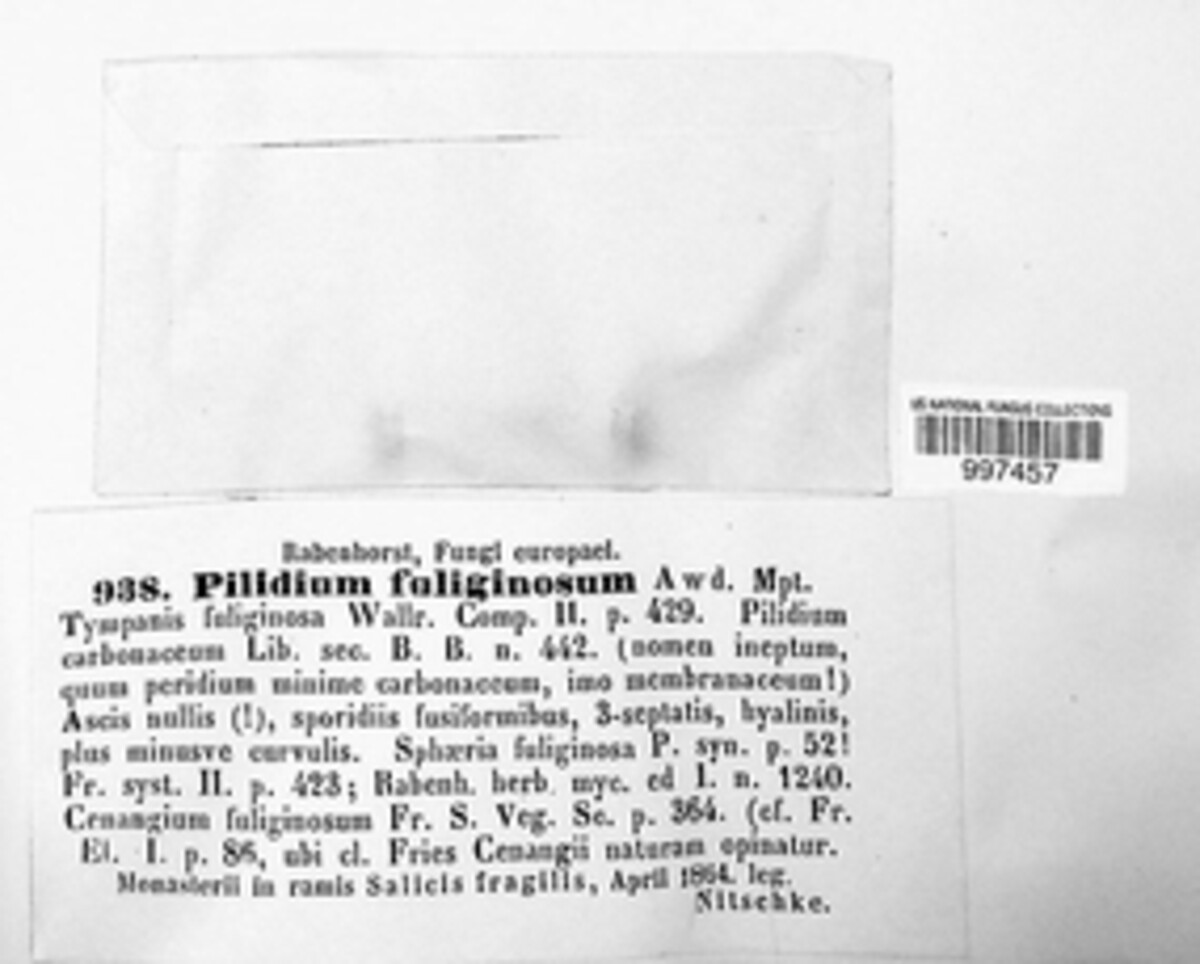 US NATIONAL FUNGUS COLLECTIONS
997457
Rabenhorst, Fungi europaei.
938. Pilidium fuliginosum Awd. Mpt.
Tympanis fuliginosa Wallr. Comp. II. p. 429. Pilidium
carbonaceum Lib. sec. B. B. n. 442. (nomen ineptum,
quum peridium minime carbonaceum, imo membranaceum!)
Ascis nullis (!), sporidiis fusiformibus, 3-septatis, hyalinis,
plus minusve curvulis. Sphæria fuliginosa P. syn. p. 52!
Fr. syst. II. p. 423; Rabenh. herb. myc. ed I. n. 1240.
Cenangium fuliginosum Fr. S. Veg. Sc. p. 364. (cf. Fr.
El. I. p. 86, ubi cl. Fries Cenangii naturam opinatur.
Monasterii in ramis Salicis fragilis, April 1864. leg.
Nitschke.